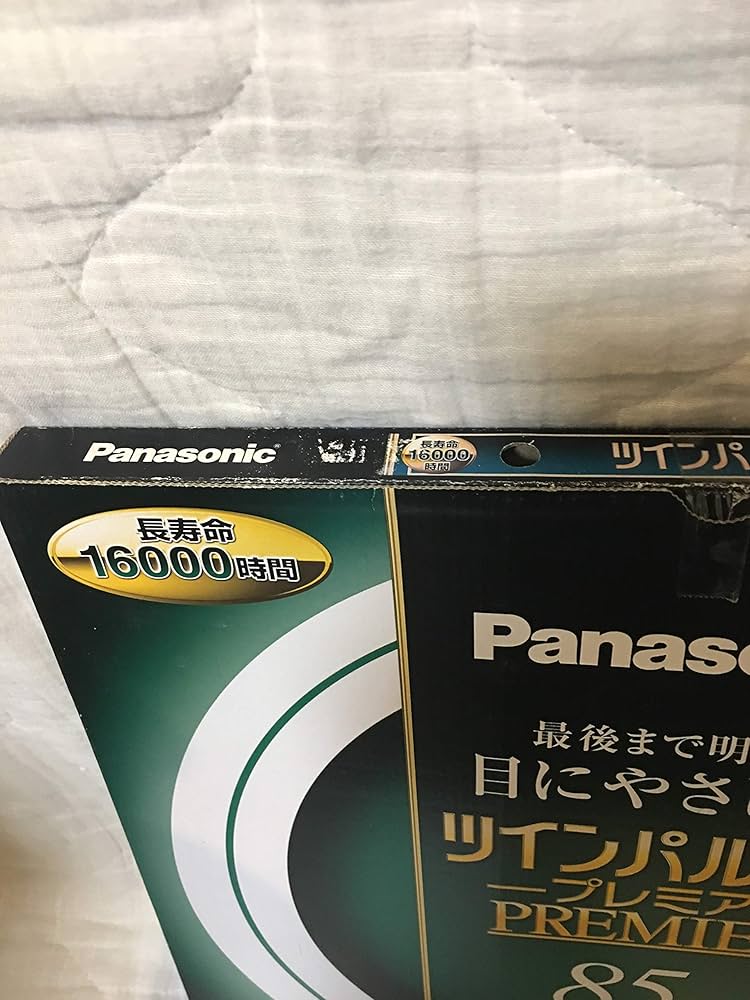 Panasonic
長寿命
16000
時間
ツインパ
長寿命
16000時間
Panaso
最後まで明
目にやさ
ツインパル
ープレミア
PREMIE
85